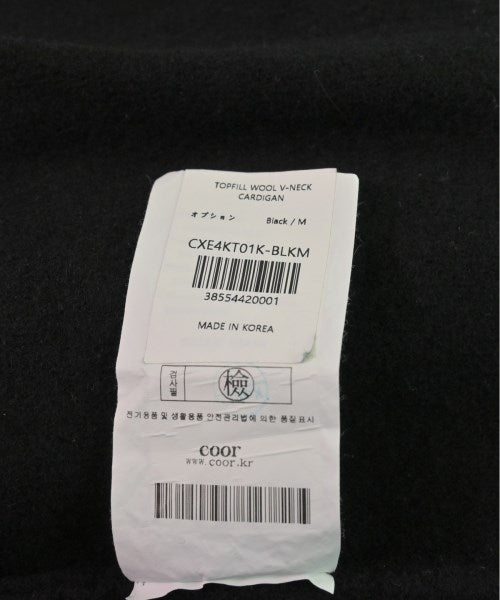 TOPFILL WOOL V-NECK
CARDIGAN
オプション Black / M
CXE4KT01K-BLKM
38554420001
MADE IN KOREA
검사필 檢
전기용품 및 생활용품 안전관리법에 의한 품질표시
coor
www.coor.kr